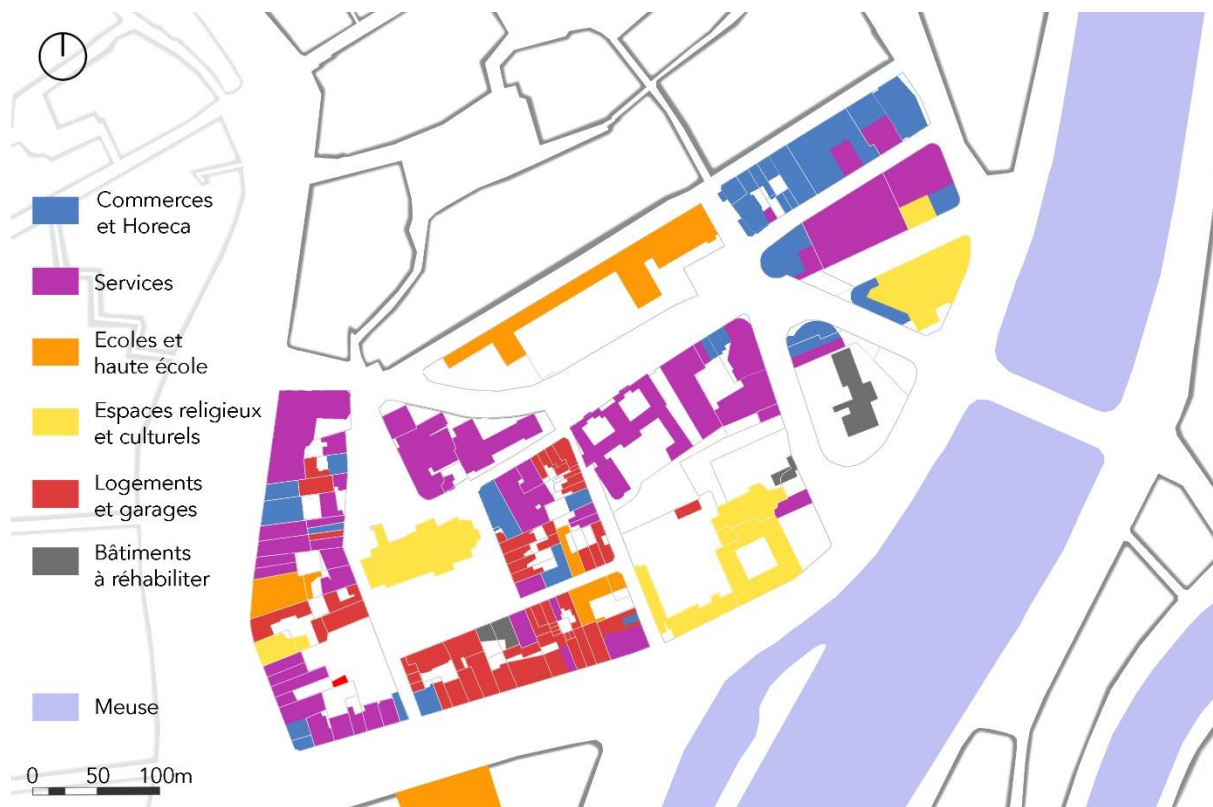 Commerces
et Horeca
Services
Ecoles et
haute école
Espaces religieux
et culturels
Logements
et garages
Bâtiments
à réhabiliter
Meuse
0 50 100m